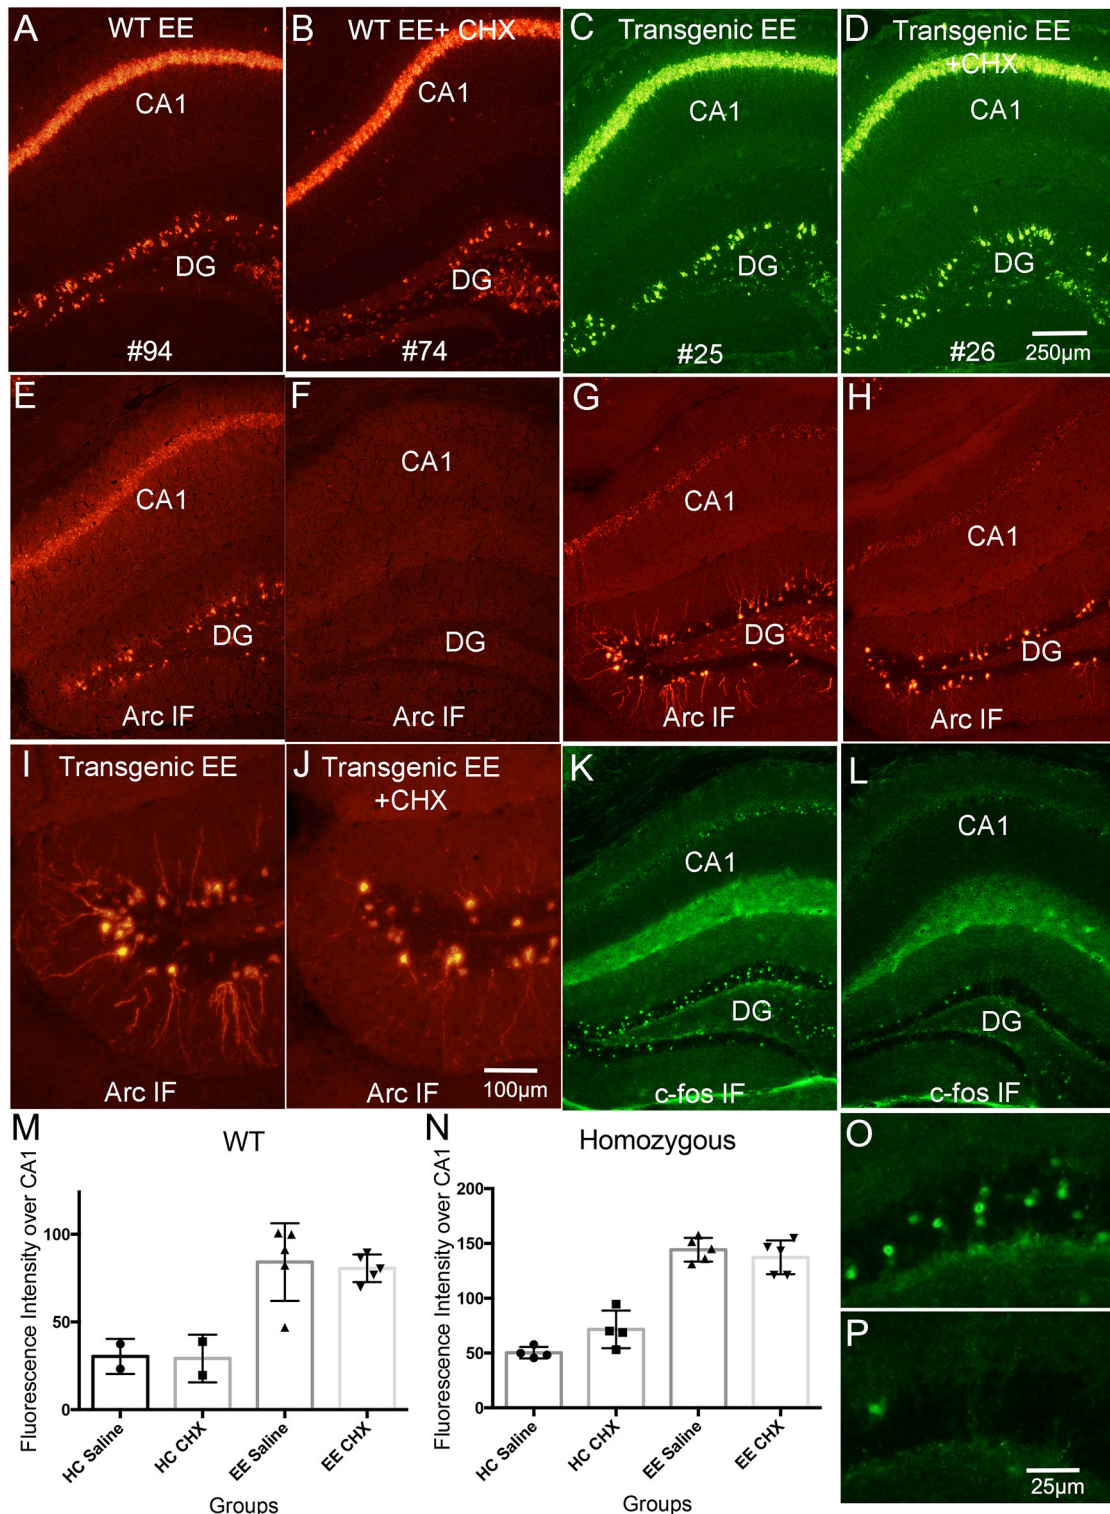 A
WT EE
CA1
DG
#94
B
WT EE+ CHX
CA1
DG
#74
C
Transgenic EE
CA1
DG
#25
D
Transgenic EE
+CHX
CA1
DG
#26
250µm
E
CA1
DG
Arc IF
F
CA1
DG
Arc IF
G
CA1
DG
Arc IF
H
CA1
DG
Arc IF
I
Transgenic EE
Arc IF
J
Transgenic EE
+CHX
100µm
Arc IF
K
CA1
DG
c-fos IF
L
CA1
DG
c-fos IF
M
WT
Fluorescence Intensity over CA1
100
50
0
HC Saline
HC CHX
EE Saline
EE CHX
Groups
N
Homozygous
Fluorescence Intensity over CA1
200
150
100
50
0
HC Saline
HC CHX
EE Saline
EE CHX
Groups
O
P
25µm